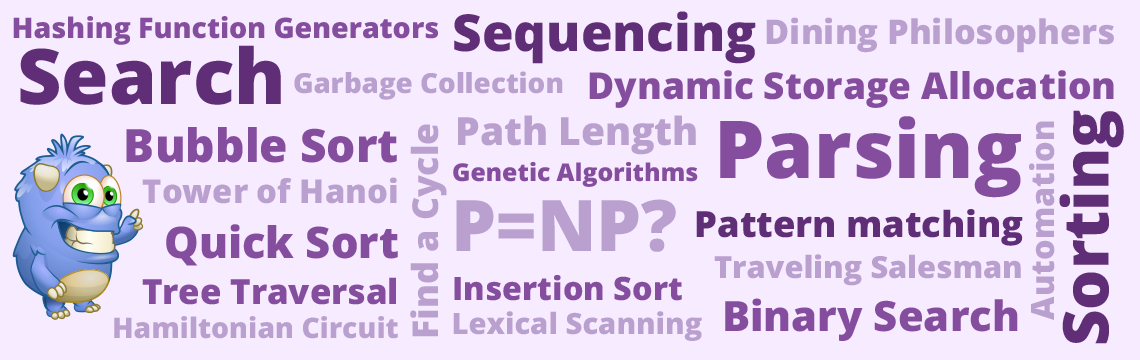 Hashing Function Generators
Sequencing
Dining Philosophers
Search
Garbage Collection
Dynamic Storage Allocation
Bubble Sort
Tower of Hanoi
Quick Sort
Tree Traversal
Hamiltonian Circuit
Find a Cycle
Path Length
Genetic Algorithms
P=NP?
Insertion Sort
Lexical Scanning
Parsing
Pattern matching
Traveling Salesman
Binary Search
Automation
Sorting